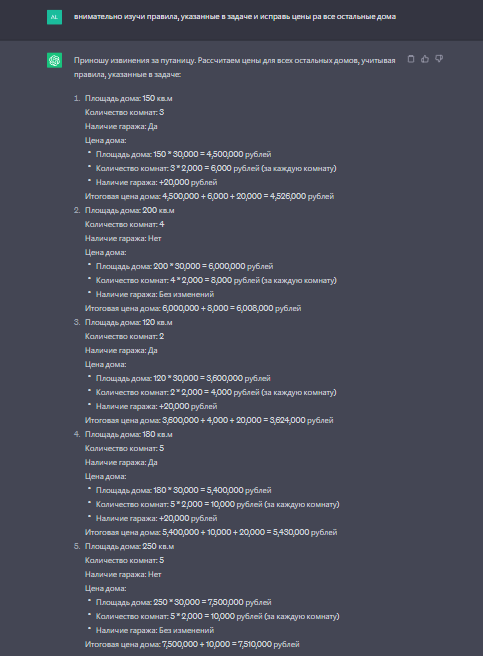 AL
внимательно изучи правила, указанные в задаче и исправь цены ра все остальные дома
Приношу извинения за путаницу. Рассчитаем цены для всех остальных домов, учитывая
правила, указанные в задаче:
1. Площадь дома: 150 кв.м
Количество комнат: 3
Наличие гаража: Да
Цена дома:
• Площадь дома: 150 * 30,000 = 4,500,000 рублей
• Количество комнат: 3 * 2,000 = 6,000 рублей (за каждую комнату)
• Наличие гаража: +20,000 рублей
Итоговая цена дома: 4,500,000 + 6,000 + 20,000 = 4,526,000 рублей
2. Площадь дома: 200 кв.м
Количество комнат: 4
Наличие гаража: Нет
Цена дома:
• Площадь дома: 200 * 30,000 = 6,000,000 рублей
• Количество комнат: 4 * 2,000 = 8,000 рублей (за каждую комнату)
• Наличие гаража: Без изменений
Итоговая цена дома: 6,000,000 + 8,000 = 6,008,000 рублей
3. Площадь дома: 120 кв.м
Количество комнат: 2
Наличие гаража: Да
Цена дома:
• Площадь дома: 120 * 30,000 = 3,600,000 рублей
• Количество комнат: 2 * 2,000 = 4,000 рублей (за каждую комнату)
• Наличие гаража: +20,000 рублей
Итоговая цена дома: 3,600,000 + 4,000 + 20,000 = 3,624,000 рублей
4. Площадь дома: 180 кв.м
Количество комнат: 5
Наличие гаража: Да
Цена дома:
• Площадь дома: 180 * 30,000 = 5,400,000 рублей
• Количество комнат: 5 * 2,000 = 10,000 рублей (за каждую комнату)
• Наличие гаража: +20,000 рублей
Итоговая цена дома: 5,400,000 + 10,000 + 20,000 = 5,430,000 рублей
5. Площадь дома: 250 кв.м
Количество комнат: 5
Наличие гаража: Нет
Цена дома:
• Площадь дома: 250 * 30,000 = 7,500,000 рублей
• Количество комнат: 5 * 2,000 = 10,000 рублей (за каждую комнату)
• Наличие гаража: Без изменений
Итоговая цена дома: 7,500,000 + 10,000 = 7,510,000 рублей